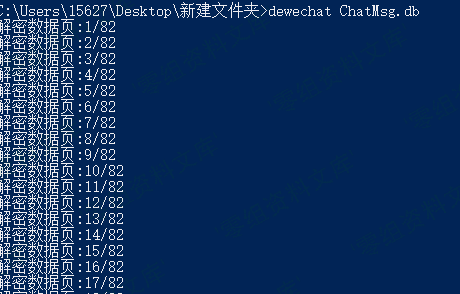 C:\Users\15627\Desktop\新建文件夹>dewechat ChatMsg.db
解密数据页:1/82
解密数据页:2/82
解密数据页:3/82
解密数据页:4/82
解密数据页:5/82
解密数据页:6/82
解密数据页:7/82
解密数据页:8/82
解密数据页:9/82
解密数据页:10/82
解密数据页:11/82
解密数据页:12/82
解密数据页:13/82
解密数据页:14/82
解密数据页:15/82
解密数据页:16/82
解密数据页:17/82